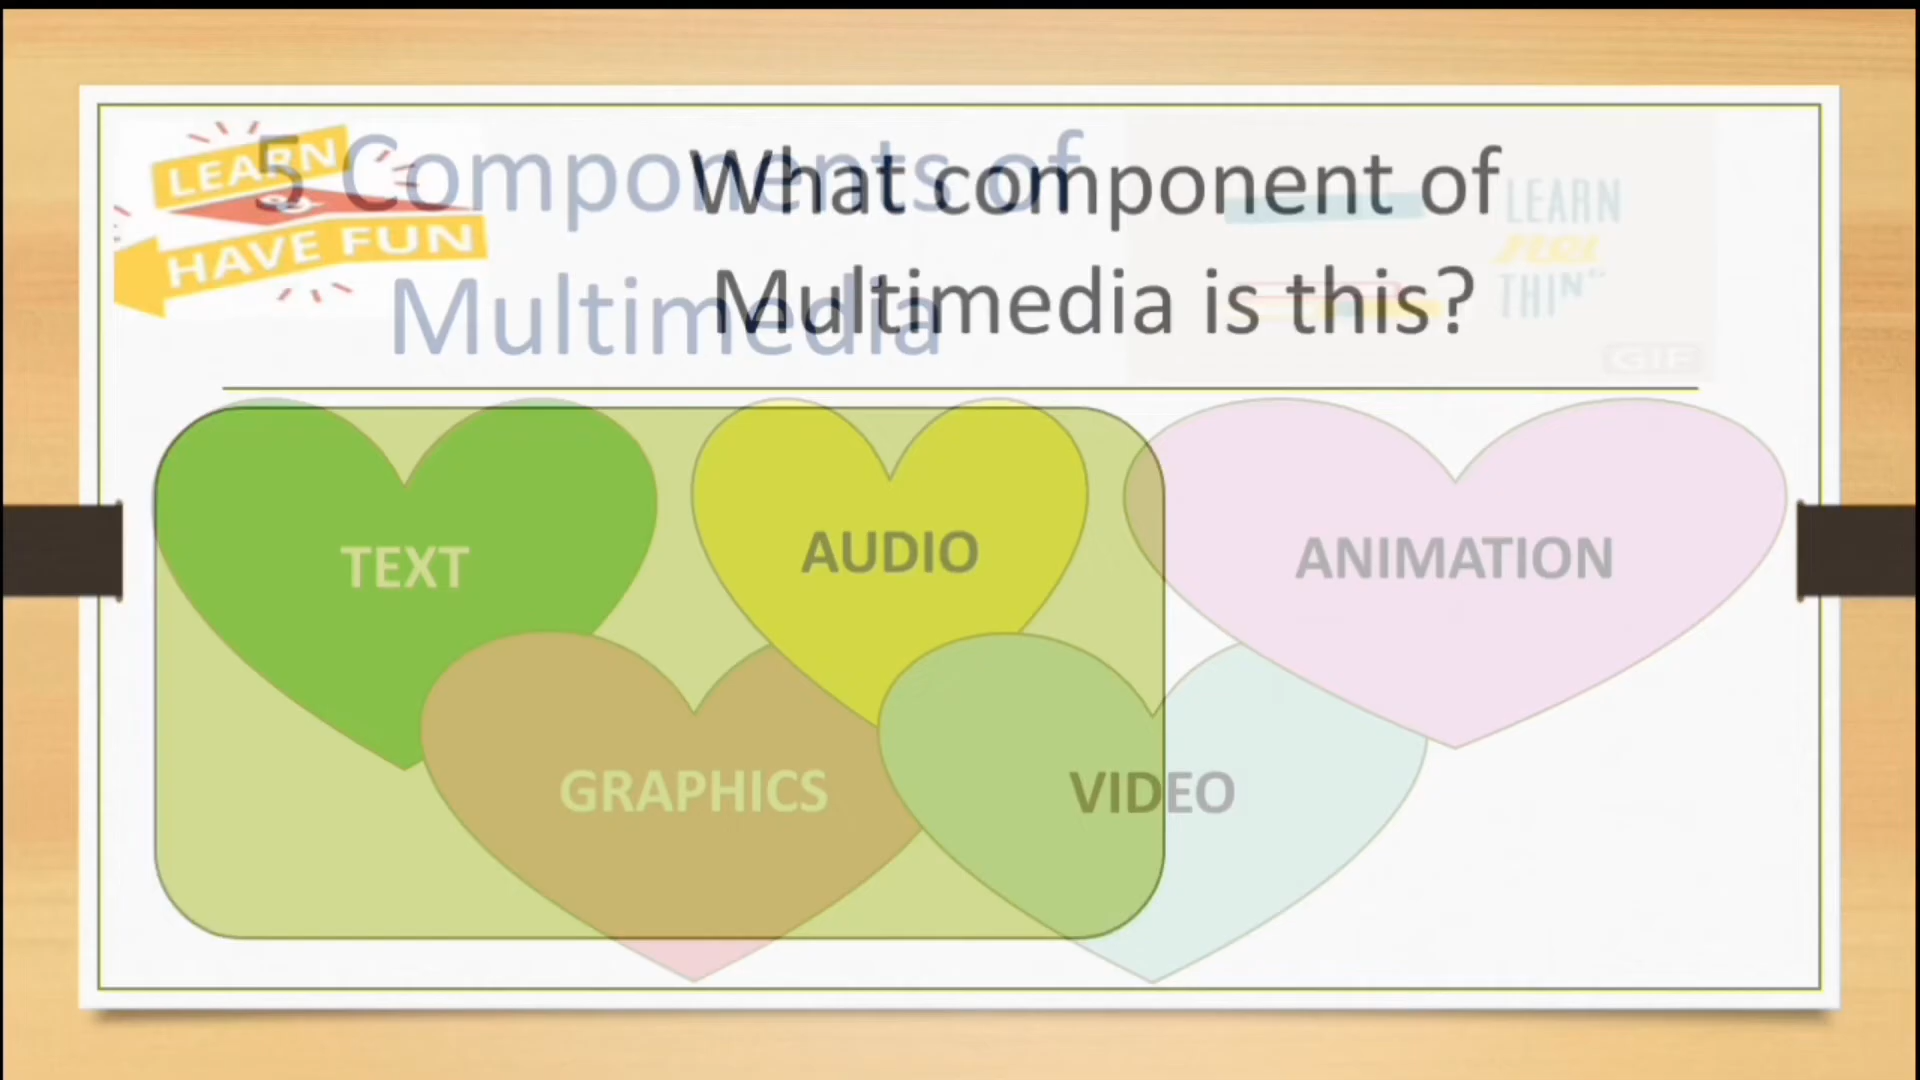 LEARN
&
HAVE FUN
5 Components of
Multimedia
What component of
Multimedia is this?
LEARN
THIN
GIF
TEXT
AUDIO
ANIMATION
GRAPHICS
VIDEO